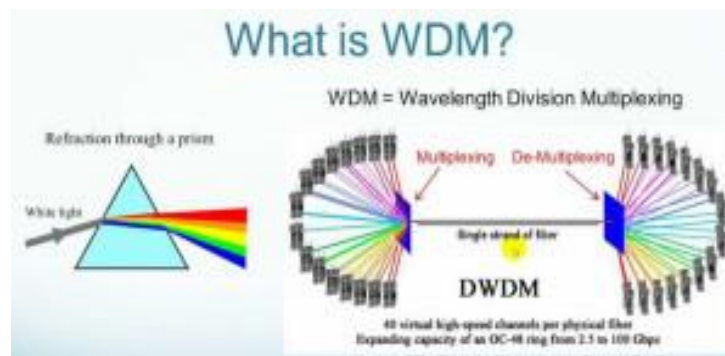 What is WDM?
WDM = Wavelength Division Multiplexing
Refraction through a prism
White light
Multiplexing
De-Multiplexing
Single strand of fiber
DWDM
40 virtual high-speed channels per physical fiber
Expanding capacity of an OC-48 ring from 2.5 to 100 Gbps